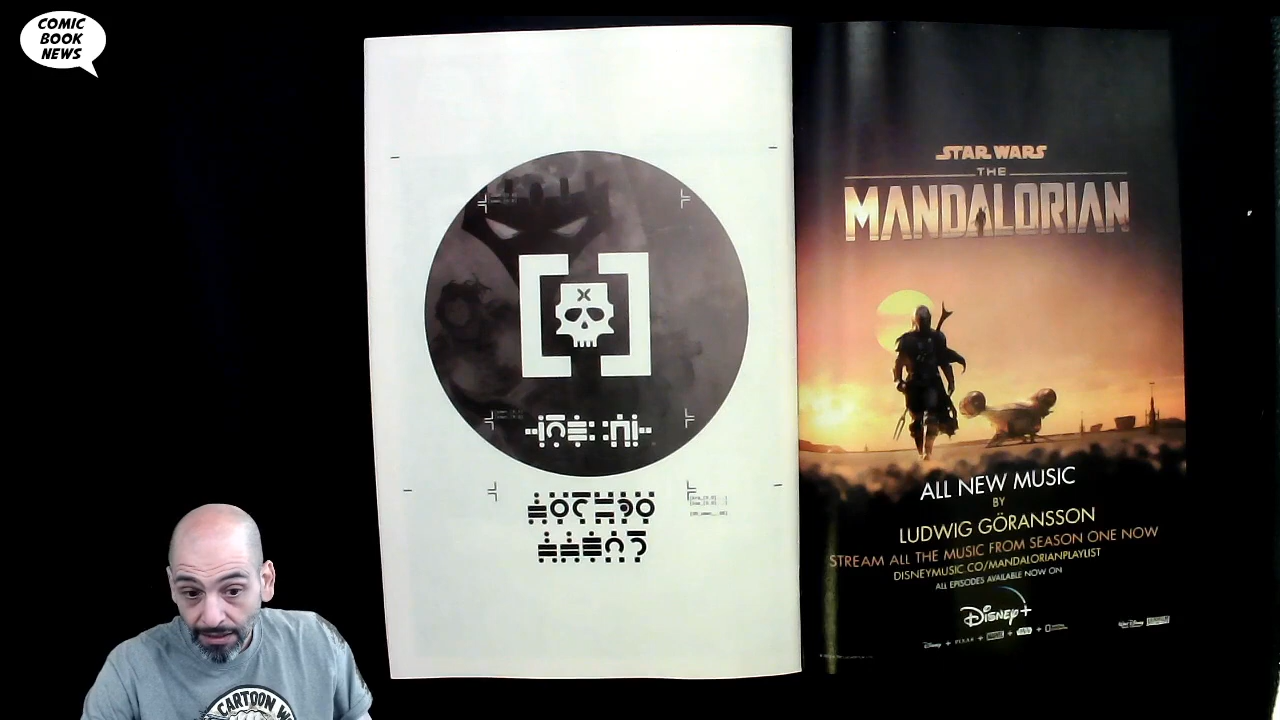 COMIC
BOOK
NEWS
STAR WARS
THE
MANDALORIAN
ALL NEW MUSIC
BY
LUDWIG GÖRANSSON
STREAM ALL THE MUSIC FROM SEASON ONE NOW
DISNEYMUSIC.CO/MANDALORIANPLAYLIST
ALL EPISODES AVAILABLE NOW ON
Disney+
CARTOON